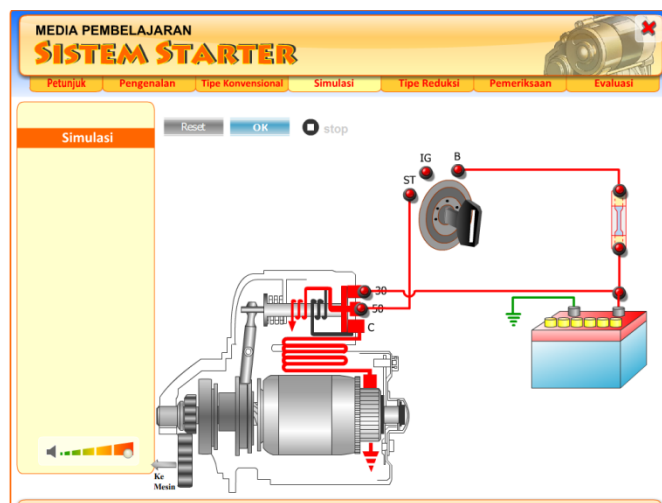 MEDIA PEMBELAJARAN
SISTEM STARTER
Petunjuk Pengenalan Tipe Konvensional Simulasi Tipe Reduksi Pemeriksaan Evaluasi
Simulasi
Reset OK stop
IG B
ST
30
50
C
Ke
Mesin